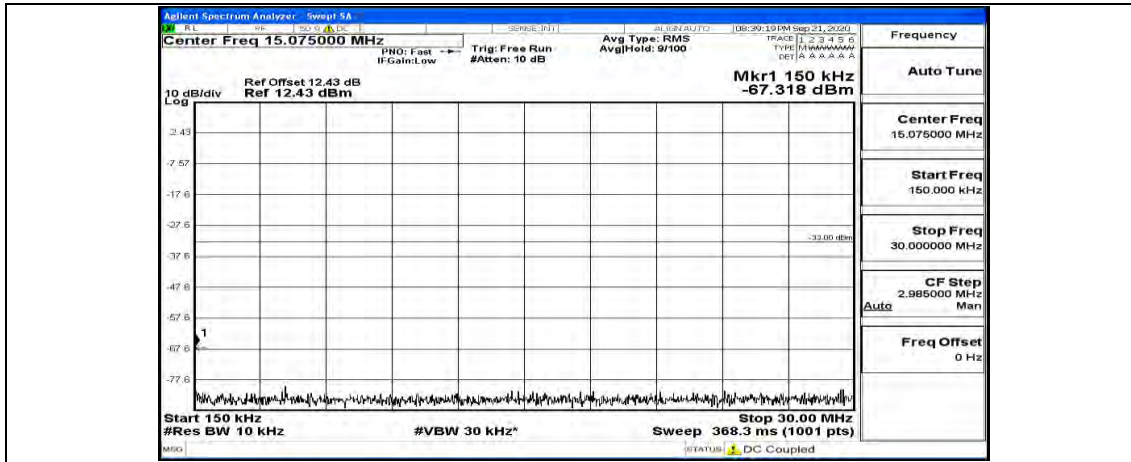 Agilent Spectrum Analyzer - Swept SA
RL RF 50 Ω DC SENSE:INT ALIGN AUTO 08:39:19 PM Sep 21, 2020
Center Freq 15.075000 MHz
PNO: Fast
IFGain:Low
Trig: Free Run
#Atten: 10 dB
Avg Type: RMS
Avg|Hold: 9/100
TRACE 1 2 3 4 5 6
TYPE MWWWWW
DET A A A A A A
Ref Offset 12.43 dB
Ref 12.43 dBm
10 dB/div
Log
Mkr1 150 kHz
-67.318 dBm
2.43
-7.57
-17.6
-27.6
-33.00 dBm
-37.6
-47.6
-57.6
1
-67.6
-77.6
Start 150 kHz
Stop 30.00 MHz
#Res BW 10 kHz
#VBW 30 kHz*
Sweep 368.3 ms (1001 pts)
MSG
STATUS
DC Coupled
Frequency
Auto Tune
Center Freq
15.075000 MHz
Start Freq
150.000 kHz
Stop Freq
30.000000 MHz
CF Step
2.985000 MHz
Auto Man
Freq Offset
0 Hz